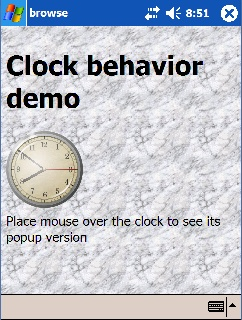 browse
8:51
Clock behavior
demo
Place mouse over the clock to see its
popup version